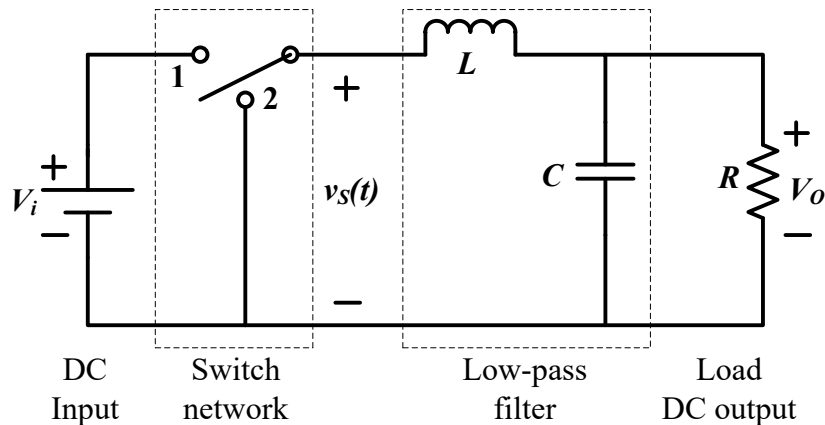 L
1
2
+
+
+
V_i
v_S(t)
C
R
V_O
−
−
−
DC
Input
Switch
network
Low-pass
filter
Load
DC output